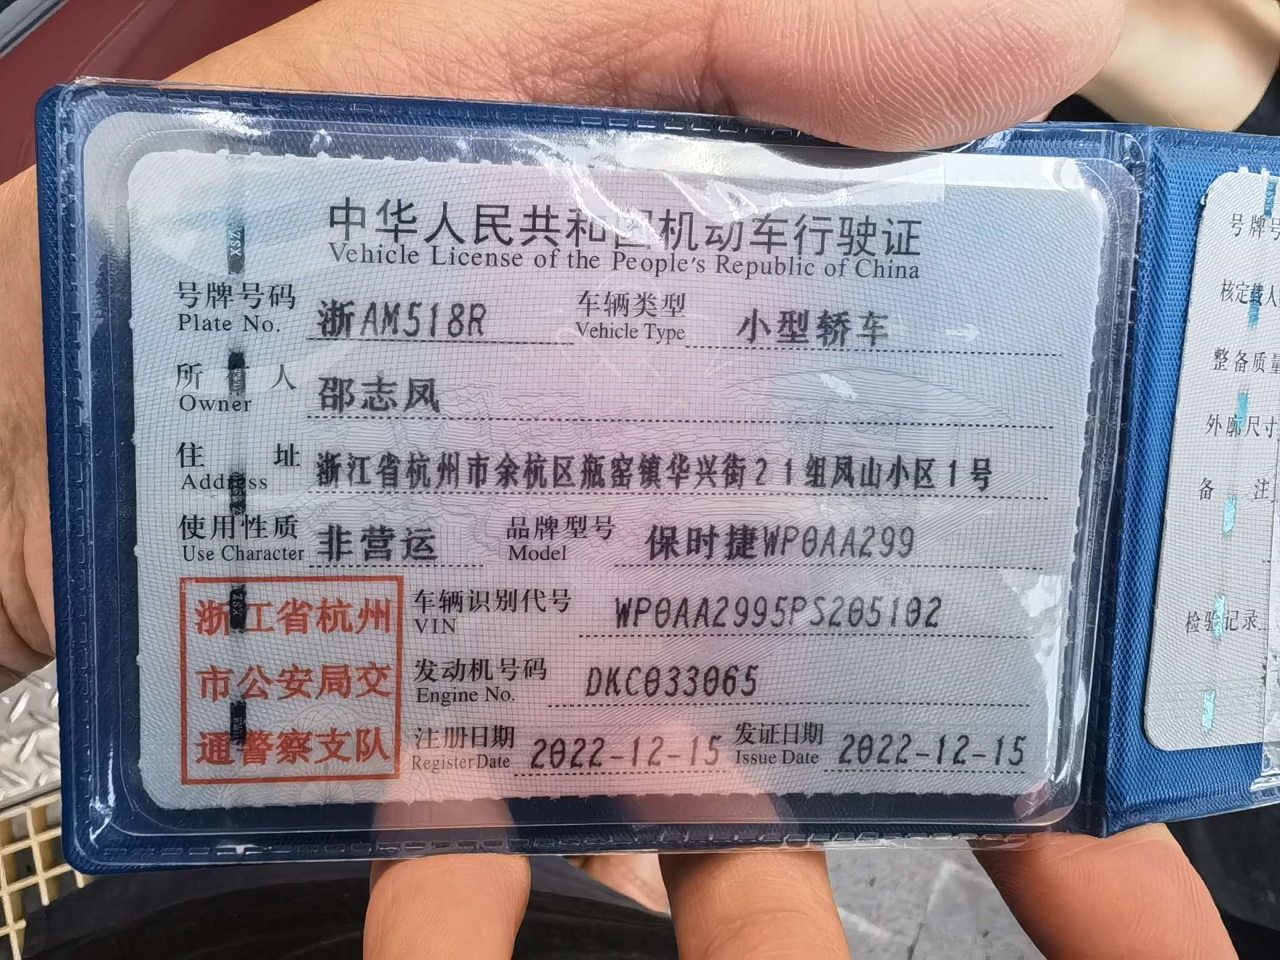 中华人民共和国机动车行驶证
Vehicle License of the People's Republic of China
号牌号码 浙AM518R 车辆类型 小型轿车
Plate No. Vehicle Type
所有人 邵志凤
Owner
住址 浙江省杭州市余杭区瓶窑镇华兴街21组凤山小区1号
Address
使用性质 非营运 品牌型号 保时捷WP0AA299
Use Character Model
浙江省杭州
市公安局交
通警察支队
车辆识别代号 WP0AA2995PS205102
VIN
发动机号码 DKC033065
Engine No.
注册日期 2022-12-15 发证日期 2022-12-15
Register Date Issue Date
号牌号
核定载人
整备质量
外廓尺寸
备注
检验记录